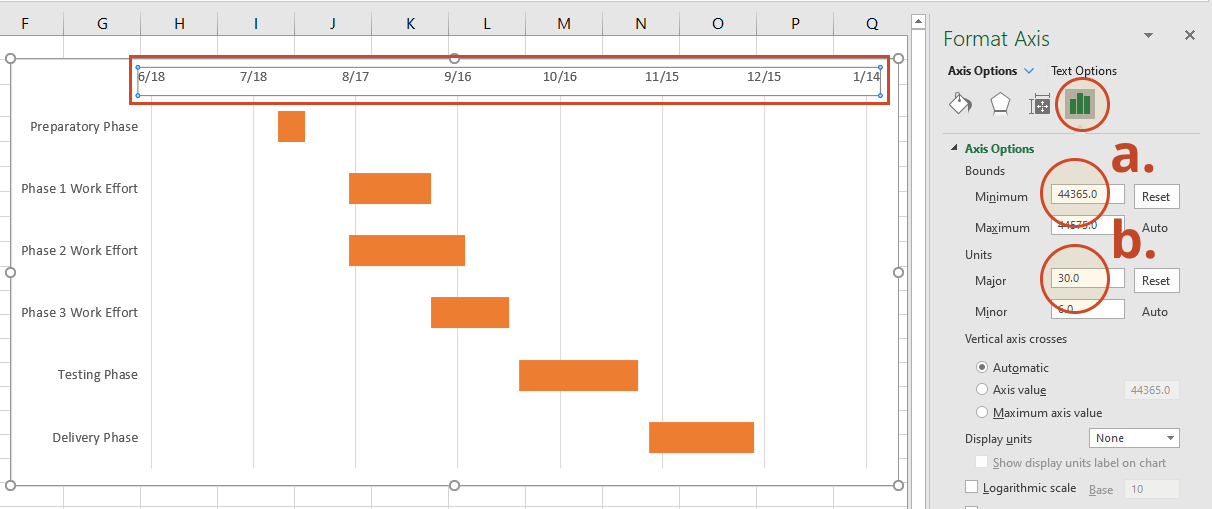 F G H I J K L M N O P Q
6/18 7/18 8/17 9/16 10/16 11/15 12/15 1/14
Preparatory Phase
Phase 1 Work Effort
Phase 2 Work Effort
Phase 3 Work Effort
Testing Phase
Delivery Phase
Format Axis
Axis Options Text Options
Axis Options
a.
Bounds
Minimum 44365.0 Reset
Maximum 44575.0 Auto
b.
Units
Major 30.0 Reset
Minor 6.0 Auto
Vertical axis crosses
Automatic
Axis value 44365.0
Maximum axis value
Display units None
Show display units label on chart
Logarithmic scale Base 10